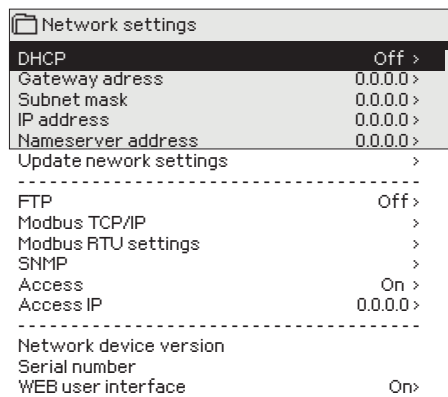 Network settings
DHCP Off >
Gateway adress 0.0.0.0 >
Subnet mask 0.0.0.0 >
IP address 0.0.0.0 >
Nameserver address 0.0.0.0 >
Update nework settings >
FTP Off >
Modbus TCP/IP >
Modbus RTU settings >
SNMP >
Access On >
Access IP 0.0.0.0 >
Network device version
Serial number
WEB user interface On>